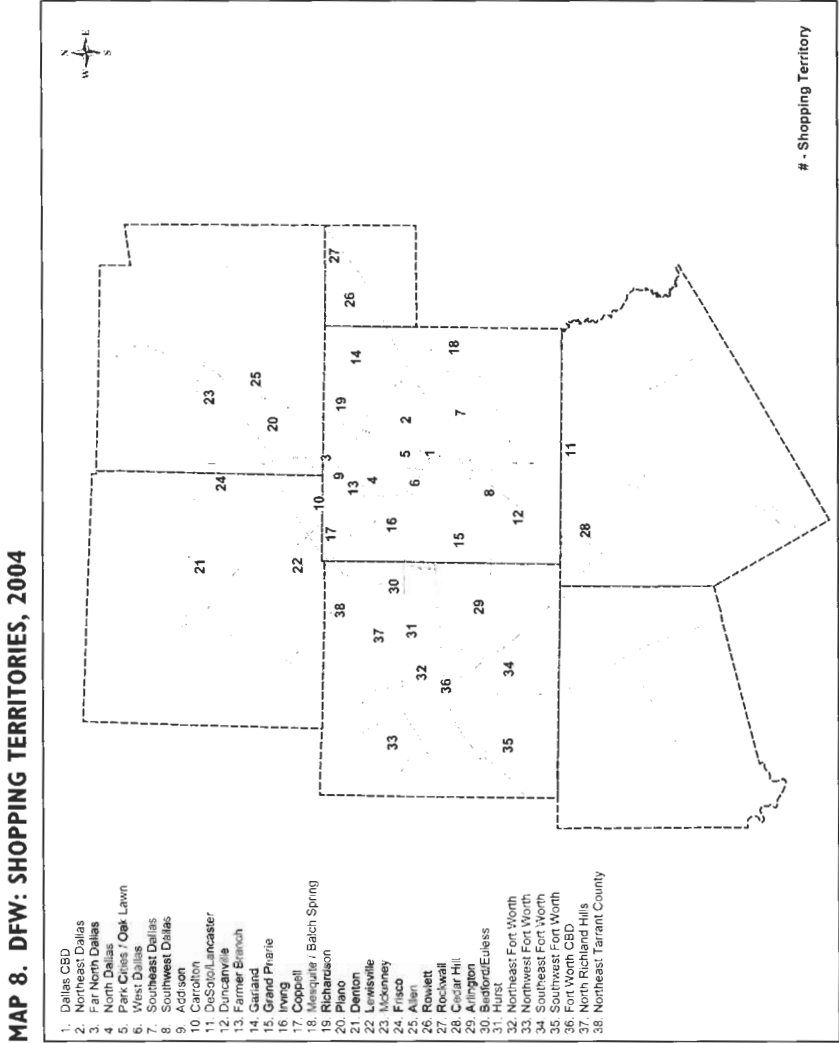 MAP 8. DFW: SHOPPING TERRITORIES, 2004
N
W E
S
1. Dallas CBD
2. Northeast Dallas
3. Far North Dallas
4. North Dallas
5. Park Cities / Oak Lawn
6. West Dallas
7. Southeast Dallas
8. Southwest Dallas
9. Addison
10. Carrolton
11. DeSoto/Lancaster
12. Duncanville
13. Farmer Branch
14. Garland
15. Grand Prarie
16 Irving
17. Coppell
18. Mesquite / Balch Spring
19. Richardson
20. Plano
21. Denton
22 Lewisville
23. Mckinney
24. Frisco
25. Allen
26. Rowlett
27. Rockwall
28. Cedar Hill
29. Arlington
30. Bedford/Euless
31. Hurst
32. Northeast Fort Worth
33. Northwest Fort Worth
34 Southeast Fort Worth
35. Southwest Fort Worth
36. Fort Worth CBD
37. North Richland Hills
38. Northeast Tarrant County
21
24
23
25
20
22
10
3
27
26
38
17
9
19
14
13
4
37
30
16
33
31
6
5
2
32
1
18
36
15
7
29
8
35
34
12
11
28
# - Shopping Territory